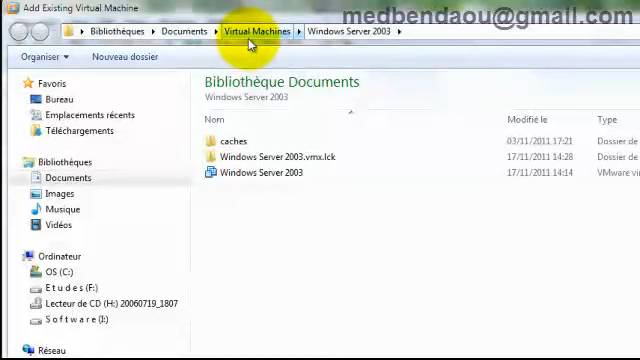 Add Existing Virtual Machine
medbendaou@gmail.com
Bibliothèques Documents Virtual Machines Windows Server 2003
Organiser Nouveau dossier
Favoris
Bureau
Emplacements récents
Téléchargements
Bibliothèques
Documents
Images
Musique
Vidéos
Ordinateur
OS (C:)
E t u d e s (F:)
Lecteur de CD (H:) 20060719_1807
S o f t w a r e (I:)
Réseau
Bibliothèque Documents
Windows Server 2003
Nom Modifié le Type
caches 03/11/2011 17:21 Dossier de
Windows Server 2003.vmx.lck 17/11/2011 14:28 Dossier de
Windows Server 2003 17/11/2011 14:14 VMware vi